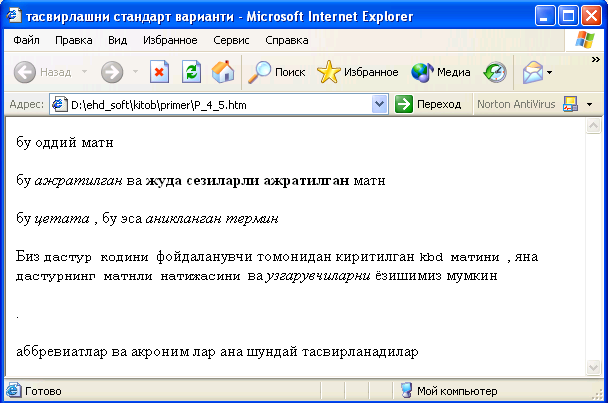 тасвирлашни стандарт варианти - Microsoft Internet Explorer
Файл Правка Вид Избранное Сервис Справка
Назад Поиск Избранное Медиа
Адрес: D:\ehd_soft\kitob\primer\P_4_5.htm Переход Norton AntiVirus
бу оддий матн
бу ажратилган ва жуда сезиларли ажратилган матн
бу цетата , бу эса аникланган термин
Биз дастур кодини фойдаланувчи томонидан киритилган kbd матини , яна
дастурнинг матнли натижасини ва узгарувчиларни ёзишимиз мумкин
.
аббревиатлар ва акроним лар ана шундай тасвирланадилар
Готово Мой компьютер